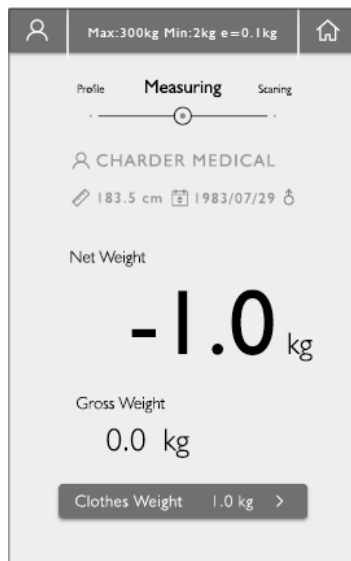 Max:300kg Min:2kg e=0.1kg
Profile Measuring Scaning
CHARDER MEDICAL
183.5 cm 1983/07/29
Net Weight
-1.0 kg
Gross Weight
0.0 kg
Clothes Weight 1.0 kg >